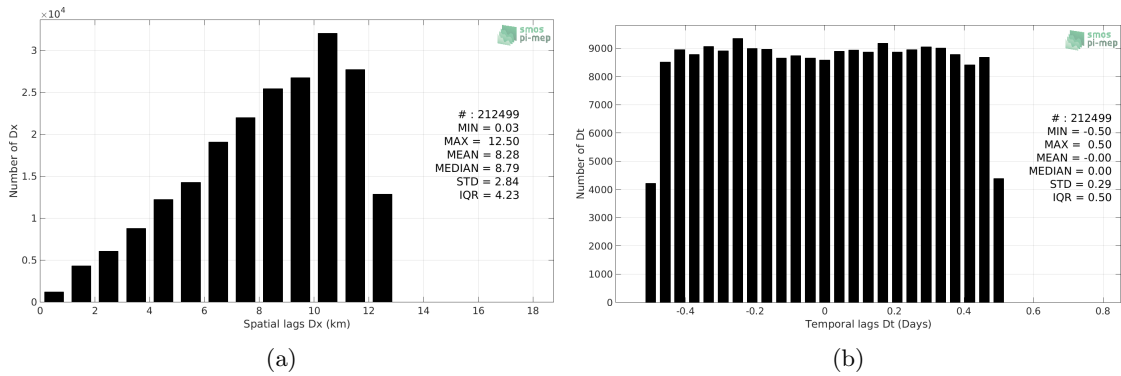 ×10⁴
3
2.5
2
1.5
1
0.5
0
Number of Dx
0 2 4 6 8 10 12 14 16 18
Spatial lags Dx (km)
smos
pi-mep
# : 212499
MIN = 0.03
MAX = 12.50
MEAN = 8.28
MEDIAN = 8.79
STD = 2.84
IQR = 4.23
(a)
9000
8000
7000
6000
5000
4000
3000
2000
1000
0
Number of Dt
-0.4 -0.2 0 0.2 0.4 0.6 0.8
Temporal lags Dt (Days)
smos
pi-mep
# : 212499
MIN = -0.50
MAX = 0.50
MEAN = -0.00
MEDIAN = 0.00
STD = 0.29
IQR = 0.50
(b)